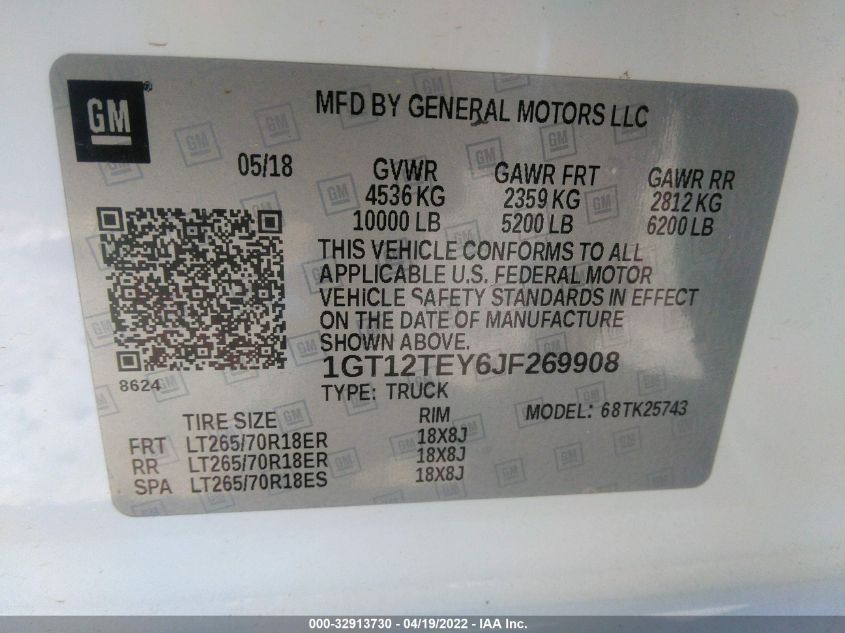 GM
MFD BY GENERAL MOTORS LLC
05/18 GVWR GAWR FRT GAWR RR
4536 KG 2359 KG 2812 KG
10000 LB 5200 LB 6200 LB
THIS VEHICLE CONFORMS TO ALL
APPLICABLE U.S. FEDERAL MOTOR
VEHICLE SAFETY STANDARDS IN EFFECT
ON THE DATE OF MANUFACTURE
SHOWN ABOVE.
8624 1GT12TEY6JF269908
TYPE: TRUCK
TIRE SIZE RIM MODEL: 68TK25743
FRT LT265/70R18ER 18X8J
RR LT265/70R18ER 18X8J
SPA LT265/70R18ES 18X8J
000-32913730 - 04/19/2022 - IAA Inc.